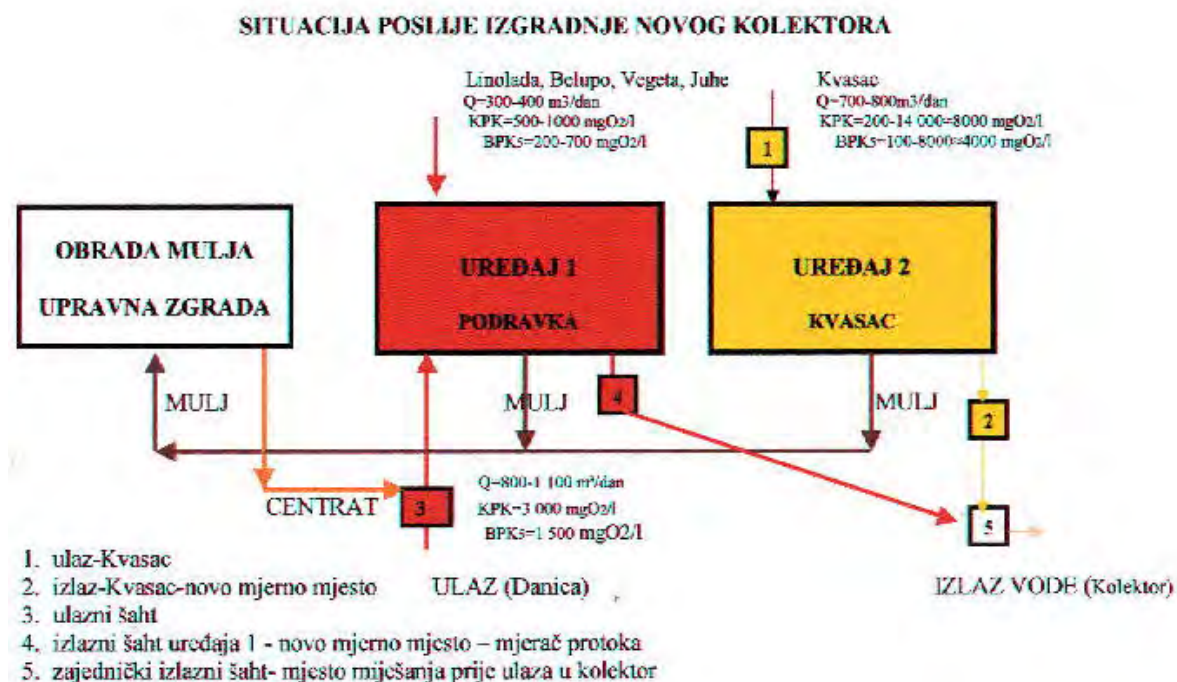 SITUACIJA POSLIJE IZGRADNJE NOVOG KOLEKTORA
Linolada, Belupo, Vegeta, Juhe
Q=300-400 m3/dan
KPK=500-1000 mgO2/l
BPK5=200-700 mgO2/l
Kvasac
Q=700-800m3/dan
KPK=200-14 000≈8000 mgO2/l
BPK5=100-8000≈4000 mgO2/l
1
OBRADA MULJA
UPRAVNA ZGRADA
UREĐAJ 1
PODRAVKA
UREĐAJ 2
KVASAC
MULJ
MULJ
4
MULJ
2
CENTRAT
3
Q=800-1 100 m³/dan
KPK=3 000 mgO2/l
BPK5=1 500 mgO2/l
5
ULAZ (Danica)
IZLAZ VODE (Kolektor)
1. ulaz-Kvasac
2. izlaz-Kvasac-novo mjerno mjesto
3. ulazni šaht
4. izlazni šaht uređaja 1 - novo mjerno mjesto – mjerač protoka
5. zajednički izlazni šaht- mjesto miješanja prije ulaza u kolektor